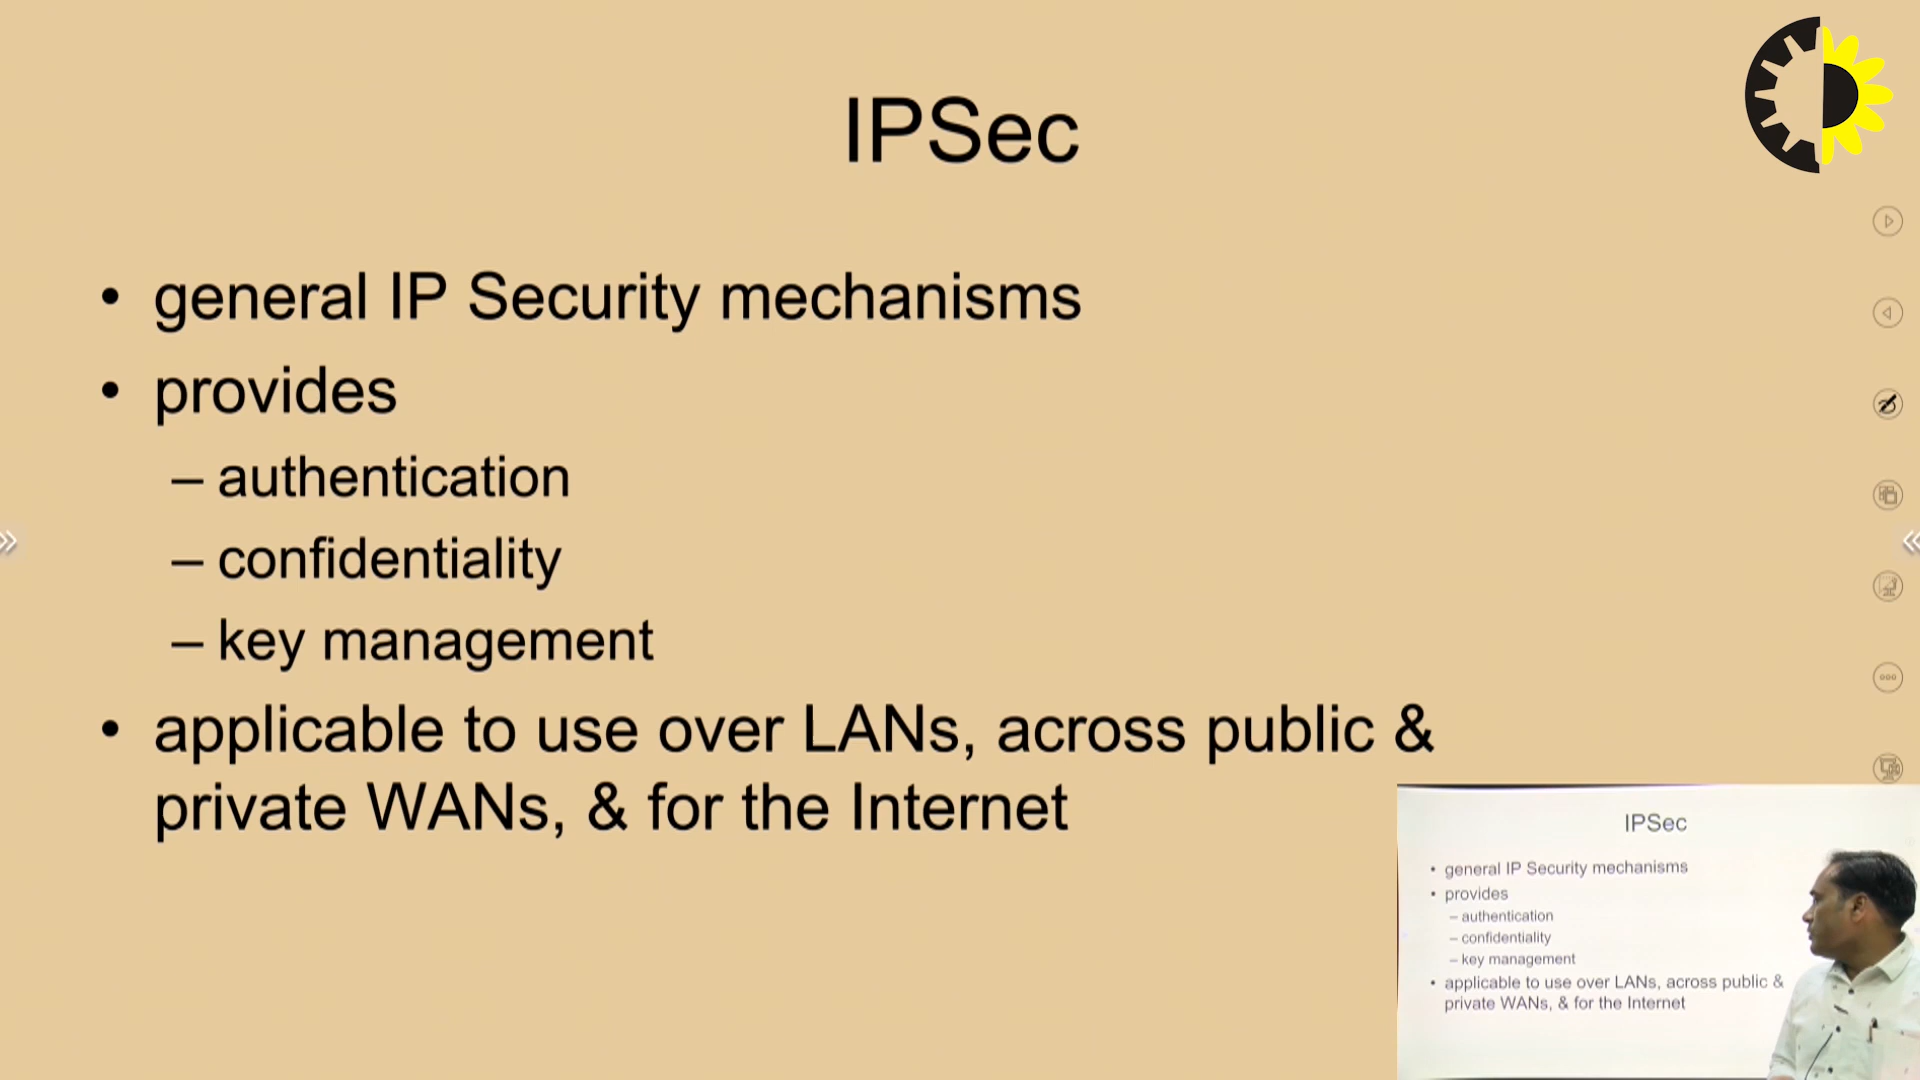 IPSec
• general IP Security mechanisms
• provides
– authentication
– confidentiality
– key management
• applicable to use over LANs, across public &
private WANs, & for the Internet
IPSec
• general IP Security mechanisms
• provides
– authentication
– confidentiality
– key management
• applicable to use over LANs, across public &
private WANs, & for the Internet